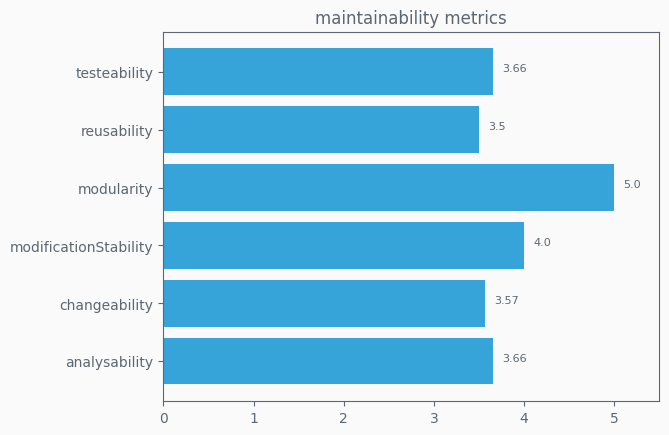 maintainability metrics
testeability 3.66
reusability 3.5
modularity 5.0
modificationStability 4.0
changeability 3.57
analysability 3.66
0 1 2 3 4 5